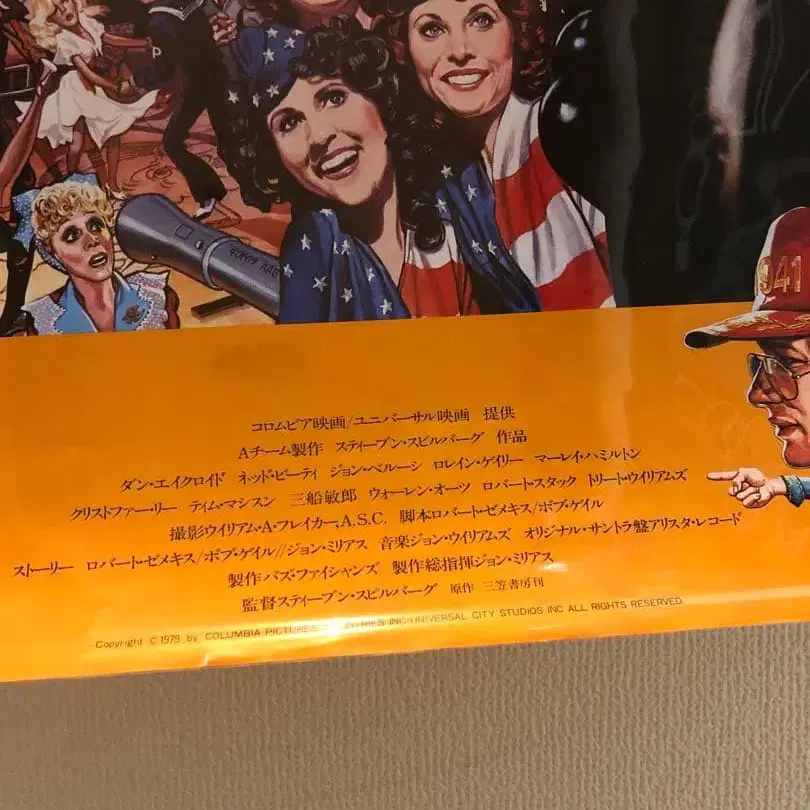 1941
コロムビア映画/ユニバーサル映画 提供
Aチーム製作 スティーブン・スピルバーグ 作品
ダン・エイクロイド ネッド・ビーティ ジョン・ベルーシ ロレイン・ゲイリー マーレイ・ハミルトン
クリストファー・リー ティム・マシスン 三船敏郎 ウォーレン・オーツ ロバート・スタック トリート・ウイリアムズ
撮影ウイリアム・A・フレイカー,A.S.C. 脚本ロバート・ゼメキス/ボブ・ゲイル
ストーリー ロバート・ゼメキス/ボブ・ゲイル//ジョン・ミリアス 音楽ジョン・ウイリアムズ オリジナル・サントラ盤アリスタ・レコード
製作バズ・ファイシャンズ 製作総指揮ジョン・ミリアス
監督スティーブン・スピルバーグ 原作 三笠書房刊
Copyright © 1979 by COLUMBIA PICTURES INC·UNIVERSAL CITY STUDIOS INC ALL RIGHTS RESERVED.